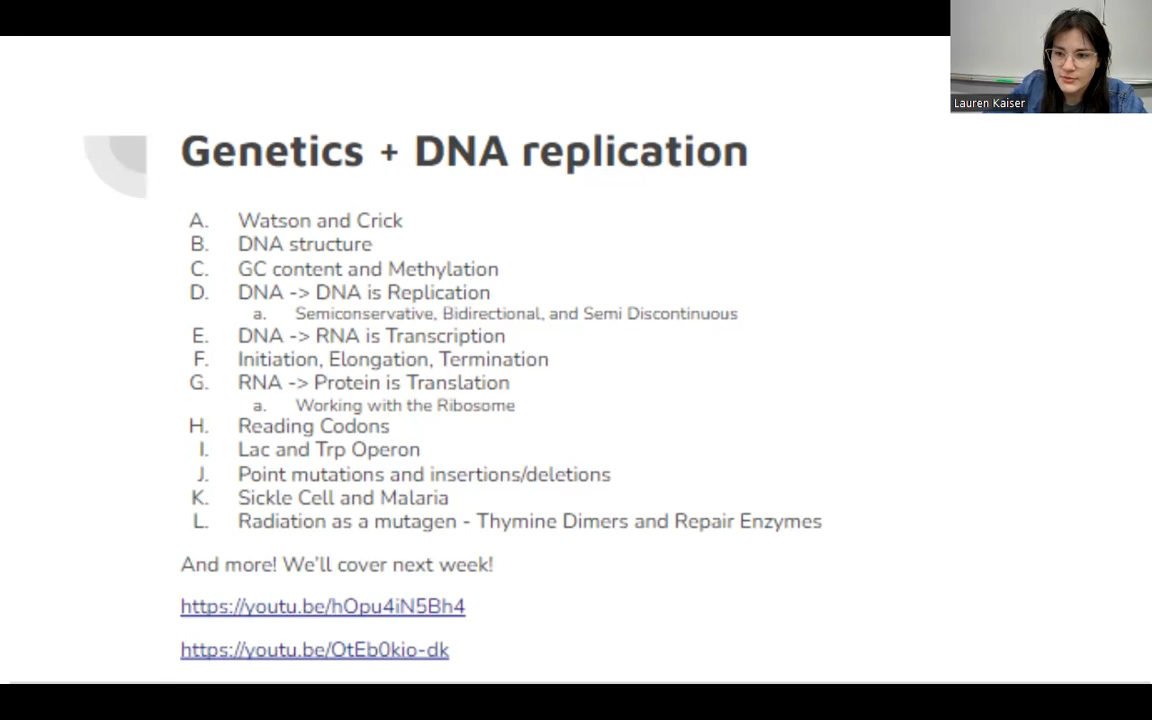 Lauren Kaiser
Genetics + DNA replication
A. Watson and Crick
B. DNA structure
C. GC content and Methylation
D. DNA -> DNA is Replication
a. Semiconservative, Bidirectional, and Semi Discontinuous
E. DNA -> RNA is Transcription
F. Initiation, Elongation, Termination
G. RNA -> Protein is Translation
a. Working with the Ribosome
H. Reading Codons
I. Lac and Trp Operon
J. Point mutations and insertions/deletions
K. Sickle Cell and Malaria
L. Radiation as a mutagen - Thymine Dimers and Repair Enzymes
And more! We'll cover next week!
https://youtu.be/hOpu4iN5Bh4
https://youtu.be/OtEb0kio-dk